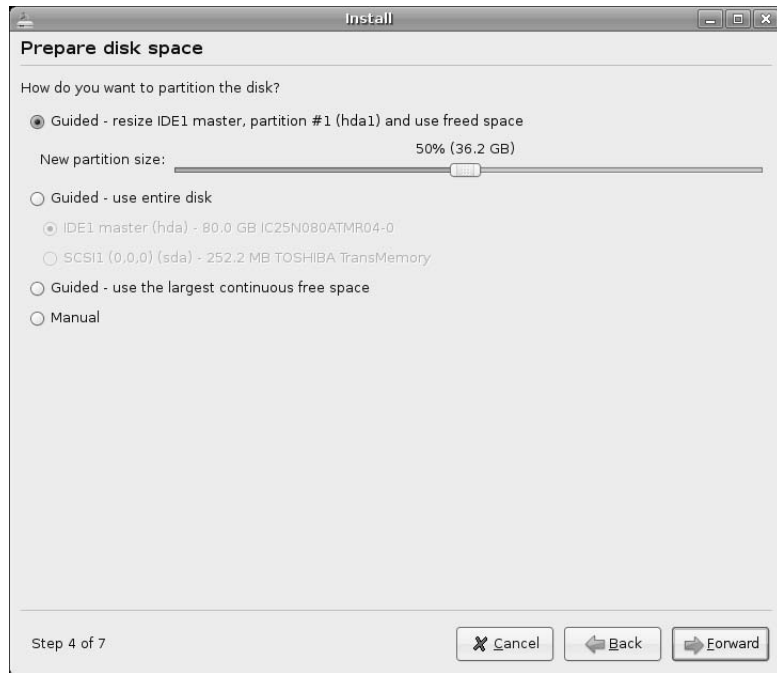 Install
Prepare disk space
How do you want to partition the disk?
Guided - resize IDE1 master, partition #1 (hda1) and use freed space
50% (36.2 GB)
New partition size:
Guided - use entire disk
IDE1 master (hda) - 80.0 GB IC25N080ATMR04-0
SCSI1 (0,0,0) (sda) - 252.2 MB TOSHIBA TransMemory
Guided - use the largest continuous free space
Manual
Step 4 of 7
Cancel
Back
Forward